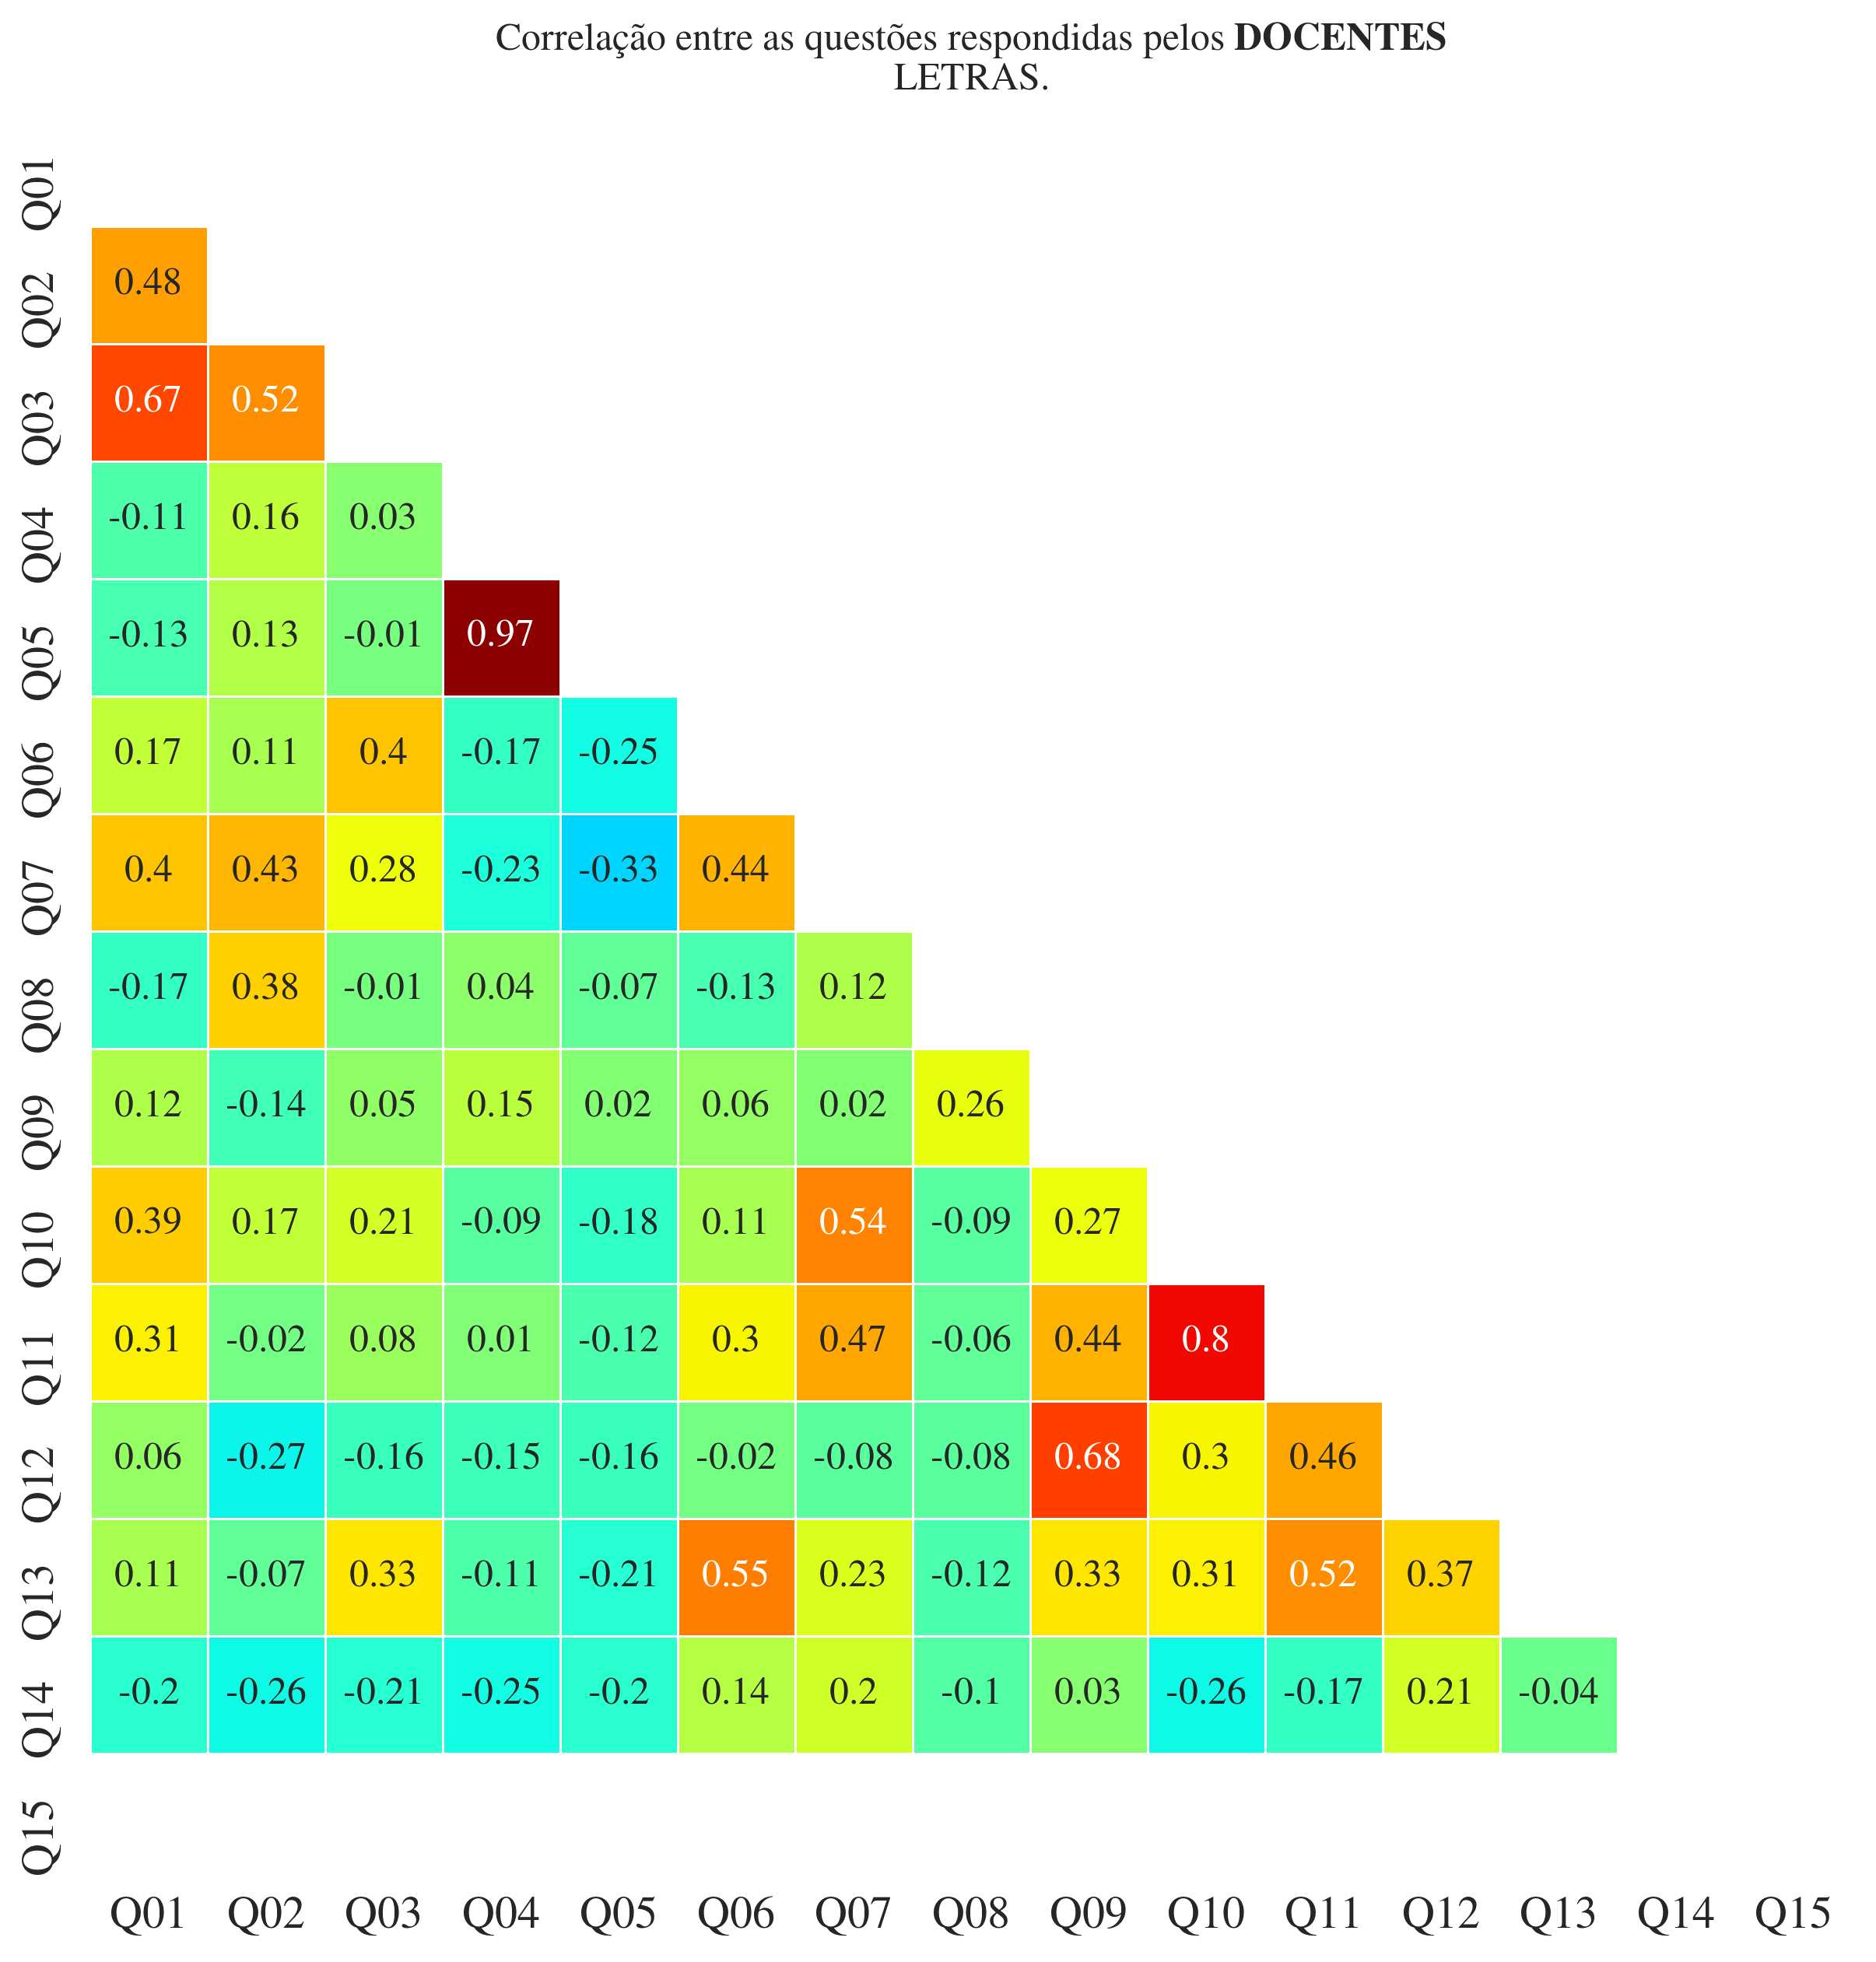 Correlação entre as questões respondidas pelos DOCENTES
LETRAS.
Q01
Q02 0.48
Q03 0.67 0.52
Q04 -0.11 0.16 0.03
Q05 -0.13 0.13 -0.01 0.97
Q06 0.17 0.11 0.4 -0.17 -0.25
Q07 0.4 0.43 0.28 -0.23 -0.33 0.44
Q08 -0.17 0.38 -0.01 0.04 -0.07 -0.13 0.12
Q09 0.12 -0.14 0.05 0.15 0.02 0.06 0.02 0.26
Q10 0.39 0.17 0.21 -0.09 -0.18 0.11 0.54 -0.09 0.27
Q11 0.31 -0.02 0.08 0.01 -0.12 0.3 0.47 -0.06 0.44 0.8
Q12 0.06 -0.27 -0.16 -0.15 -0.16 -0.02 -0.08 -0.08 0.68 0.3 0.46
Q13 0.11 -0.07 0.33 -0.11 -0.21 0.55 0.23 -0.12 0.33 0.31 0.52 0.37
Q14 -0.2 -0.26 -0.21 -0.25 -0.2 0.14 0.2 -0.1 0.03 -0.26 -0.17 0.21 -0.04
Q15
Q01 Q02 Q03 Q04 Q05 Q06 Q07 Q08 Q09 Q10 Q11 Q12 Q13 Q14 Q15